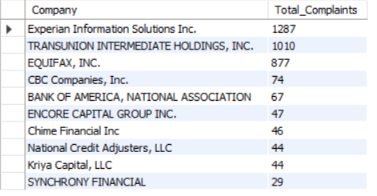 Company Total_Complaints
Experian Information Solutions Inc. 1287
TRANSUNION INTERMEDIATE HOLDINGS, INC. 1010
EQUIFAX, INC. 877
CBC Companies, Inc. 74
BANK OF AMERICA, NATIONAL ASSOCIATION 67
ENCORE CAPITAL GROUP INC. 47
Chime Financial Inc 46
National Credit Adjusters, LLC 44
Kriya Capital, LLC 44
SYNCHRONY FINANCIAL 29